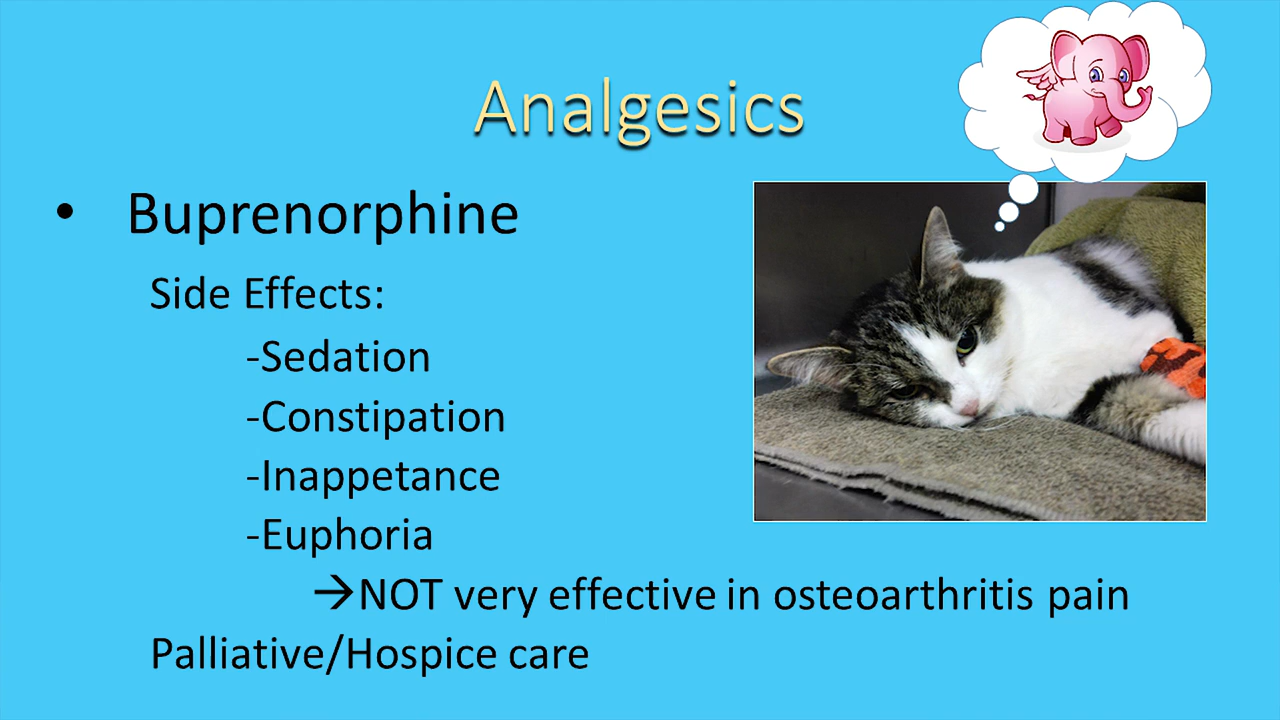 Analgesics
• Buprenorphine
Side Effects:
-Sedation
-Constipation
-Inappetance
-Euphoria
→NOT very effective in osteoarthritis pain
Palliative/Hospice care